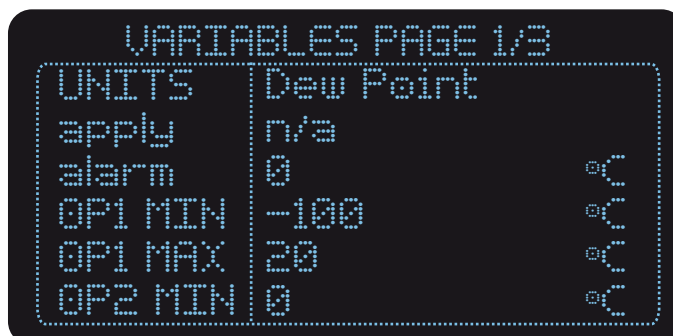 VARIABLES PAGE 1/3
UNITS Dew Point
apply n/a
alarm 0 °C
OP1 MIN -100 °C
OP1 MAX 20 °C
OP2 MIN 0 °C